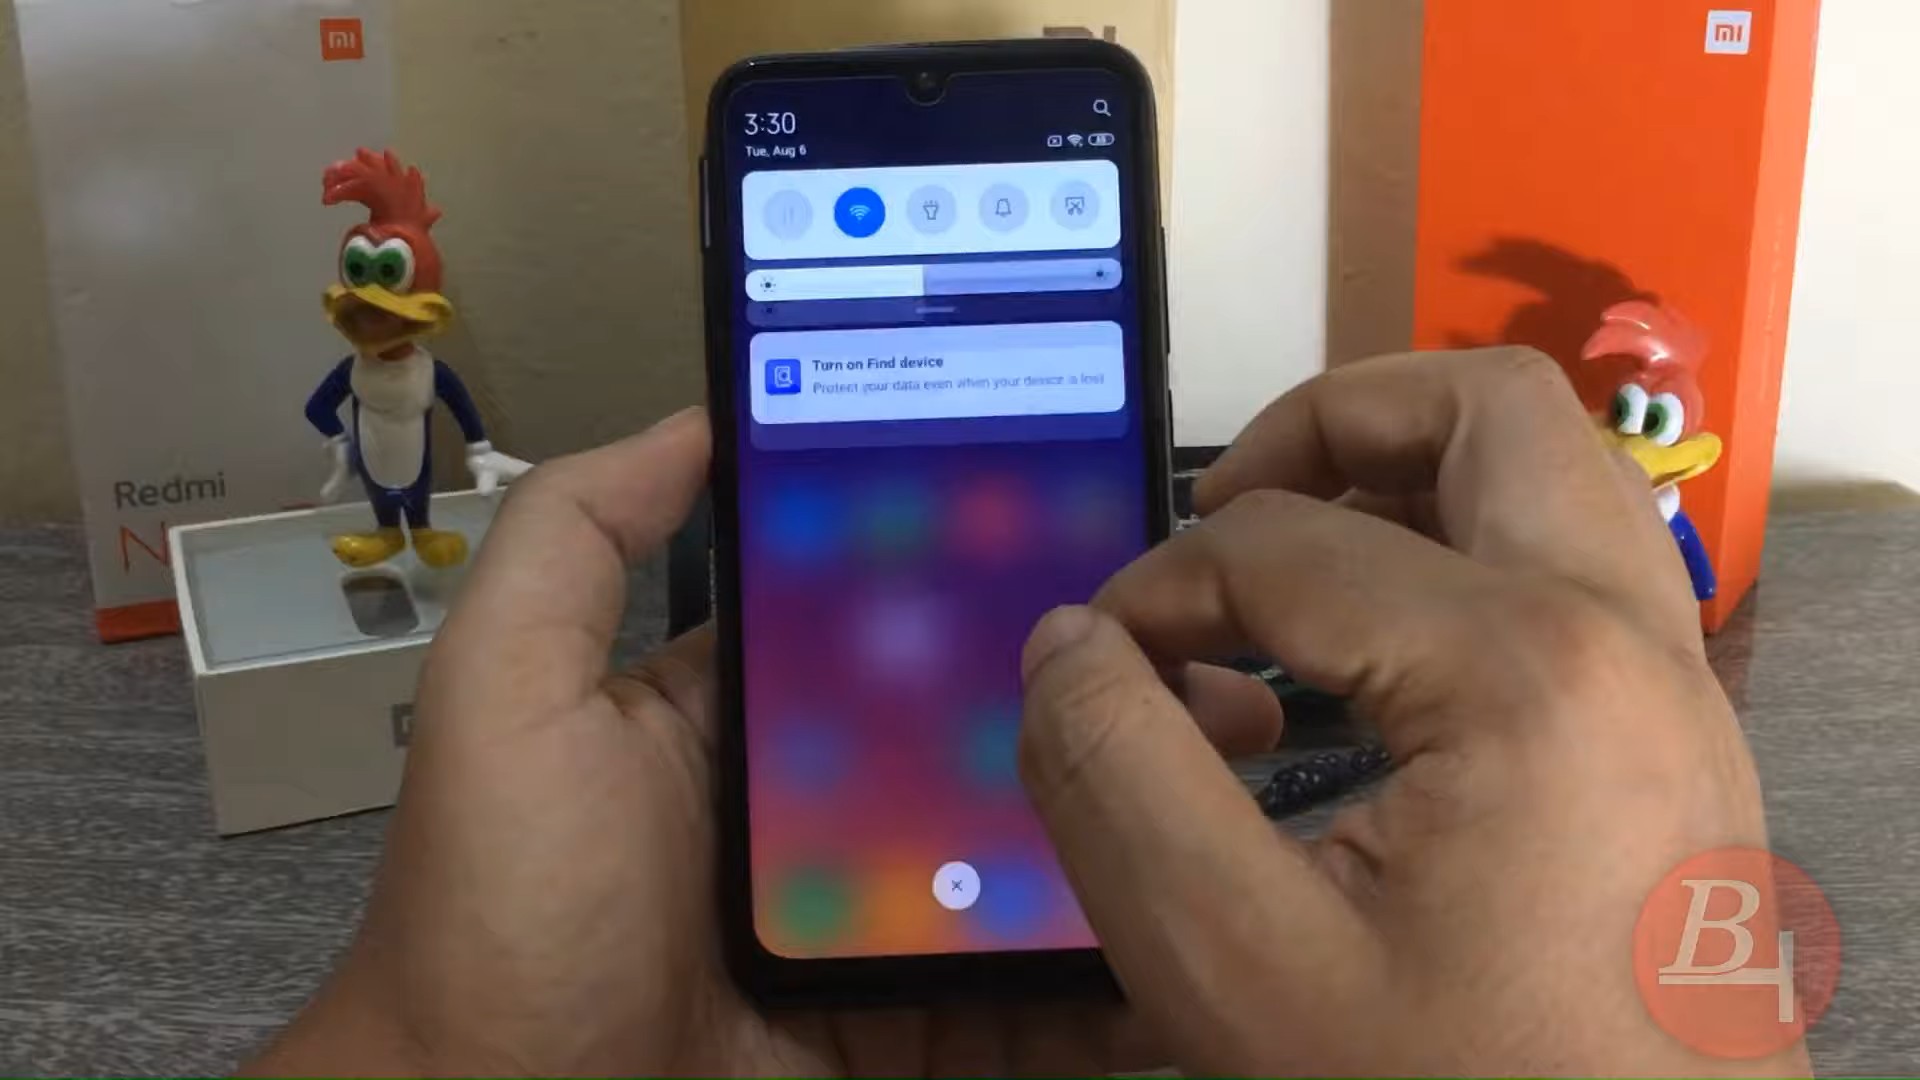 mi
mi
3:30
Tue, Aug 6
Turn on Find device
Protect your data even when your device is lost
Redmi
N
B4